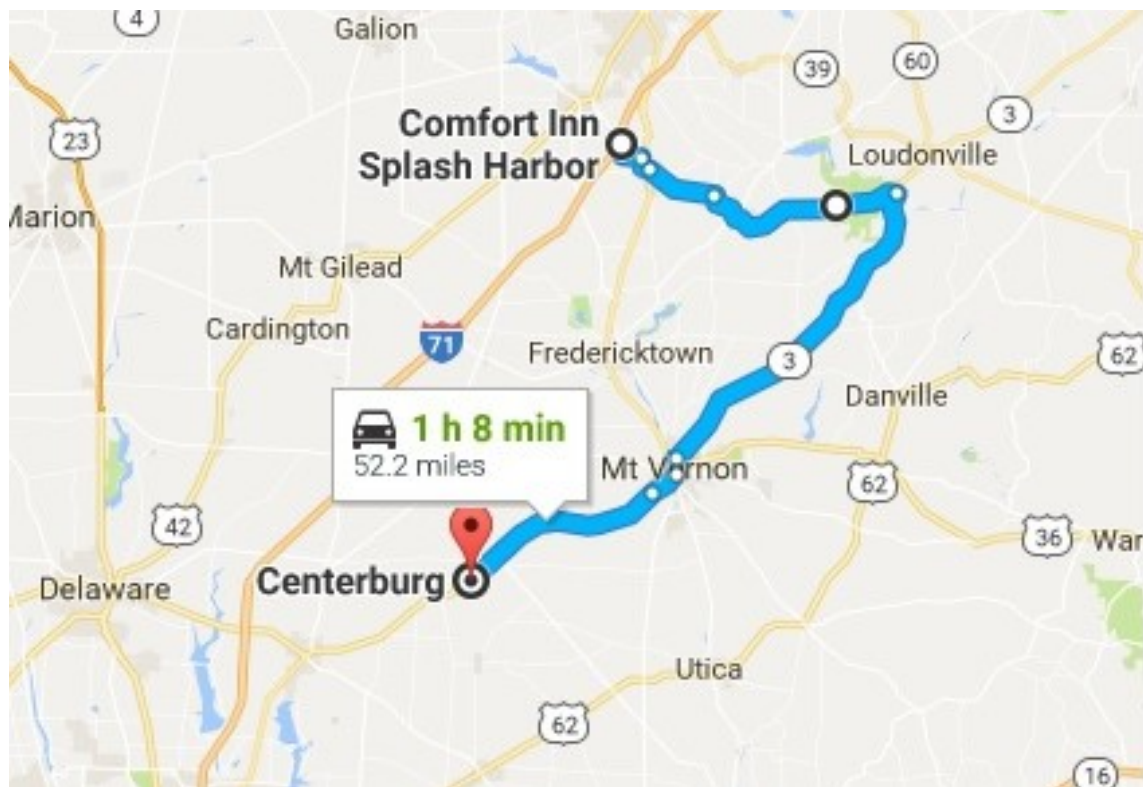 4
Galion
39
60
3
23
Comfort Inn
Splash Harbor
Loudonville
Marion
Mt Gilead
Cardington
71
Fredericktown
3
62
Danville
1 h 8 min
52.2 miles
Mt Vernon
62
42
36
War
Centerburg
Delaware
Utica
62
16